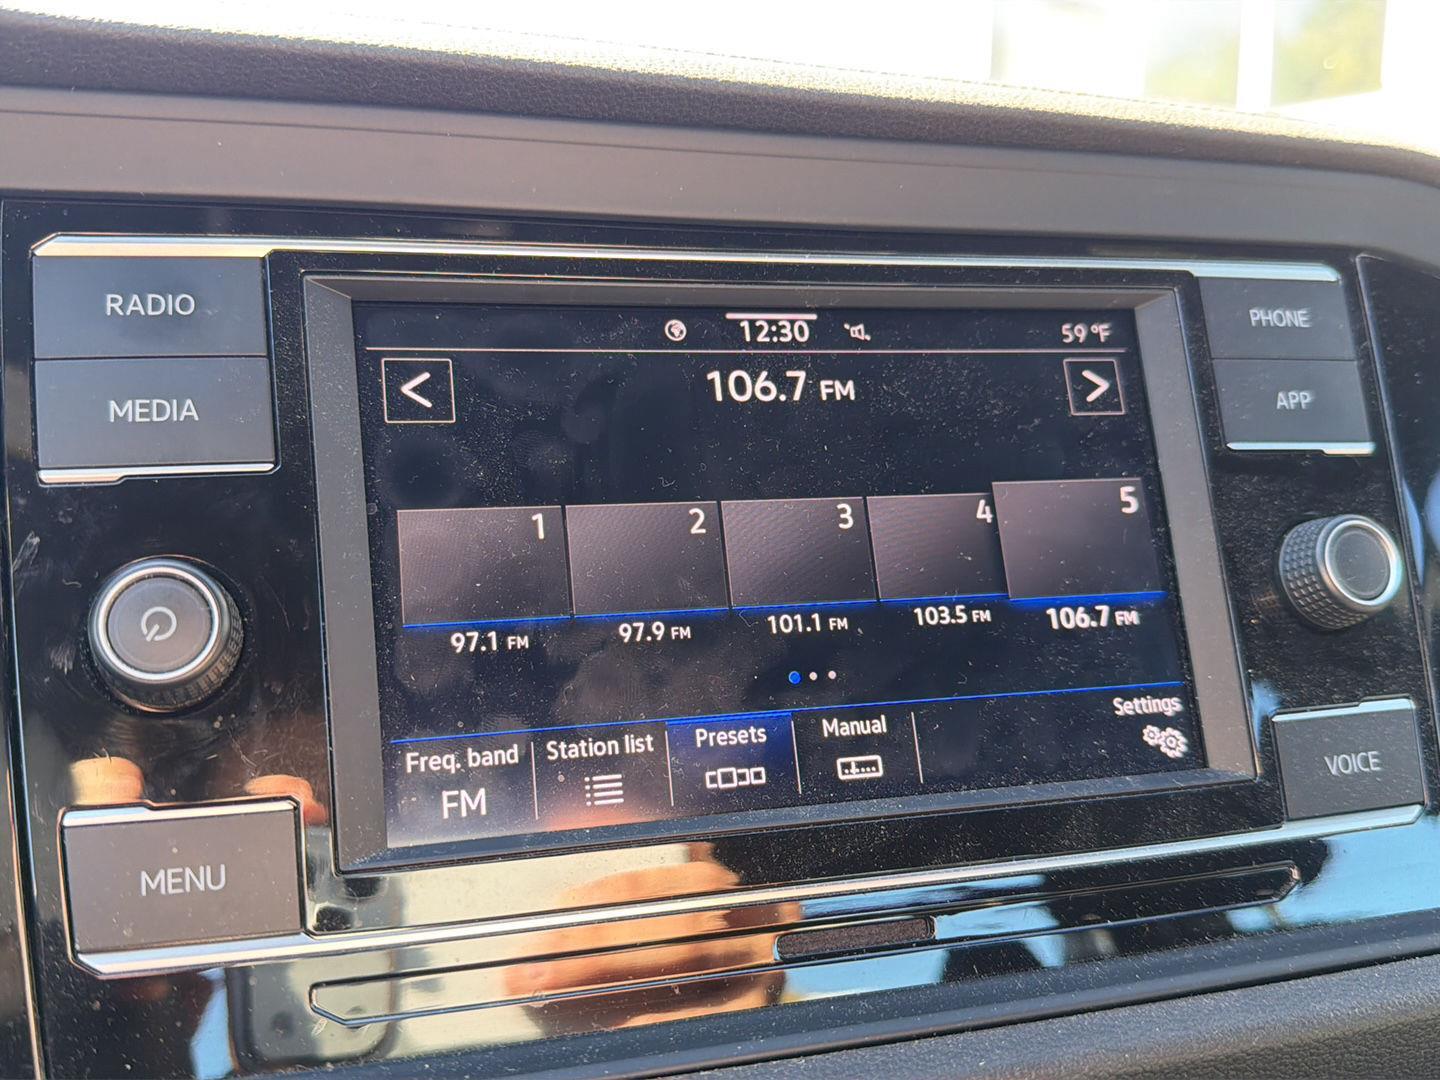 RADIO
MEDIA
MENU
12:30
59 °F
106.7 FM
1
2
3
4
5
97.1 FM
97.9 FM
101.1 FM
103.5 FM
106.7 FM
Freq. band
FM
Station list
Presets
Manual
Settings
PHONE
APP
VOICE